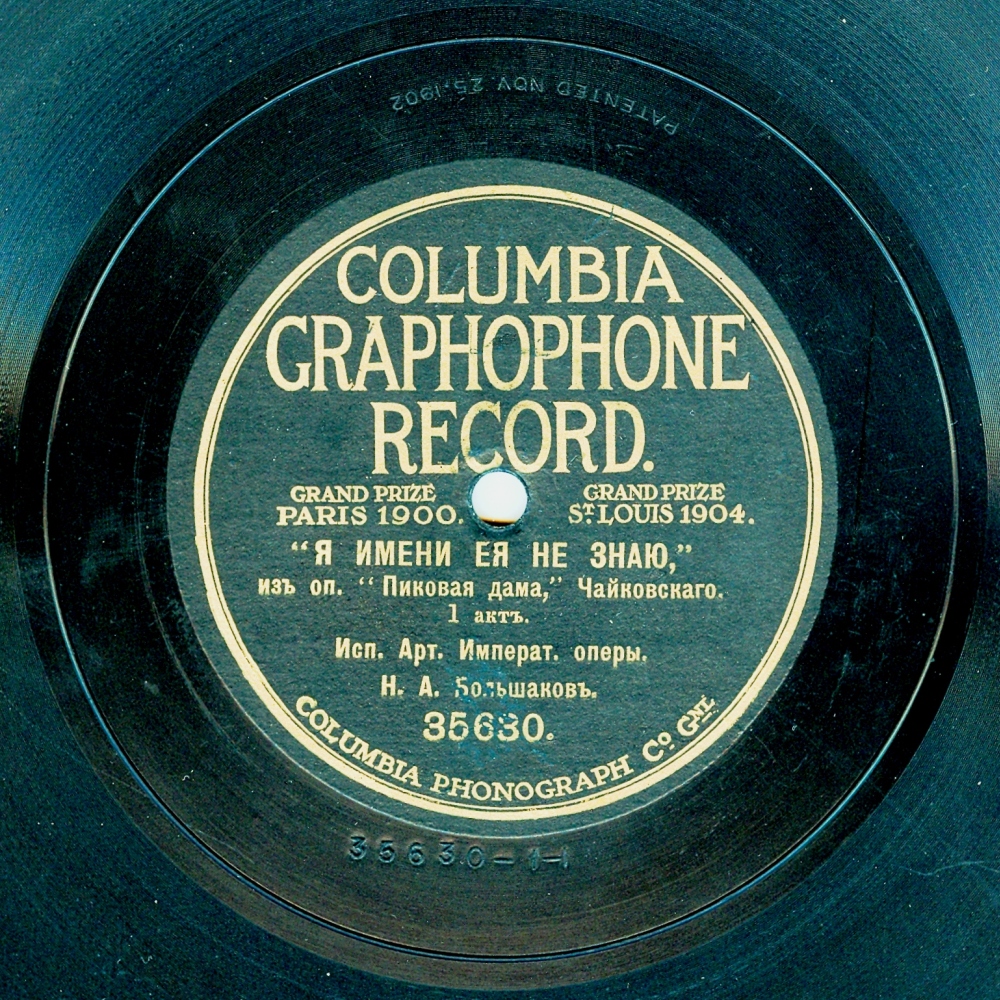 PATENTED NOV. 25, 1902
COLUMBIA
GRAPHOPHONE
RECORD.
GRAND PRIZE
PARIS 1900.
GRAND PRIZE
ST LOUIS 1904.
“Я ИМЕНИ ЕЯ НЕ ЗНАЮ,”
изъ оп. “Пиковая дама,” Чайковскаго.
1 актъ.
Исп. Арт. Императ. оперы.
Н. А. Большаковъ.
35630.
COLUMBIA PHONOGRAPH Co GNL
35630-1-1